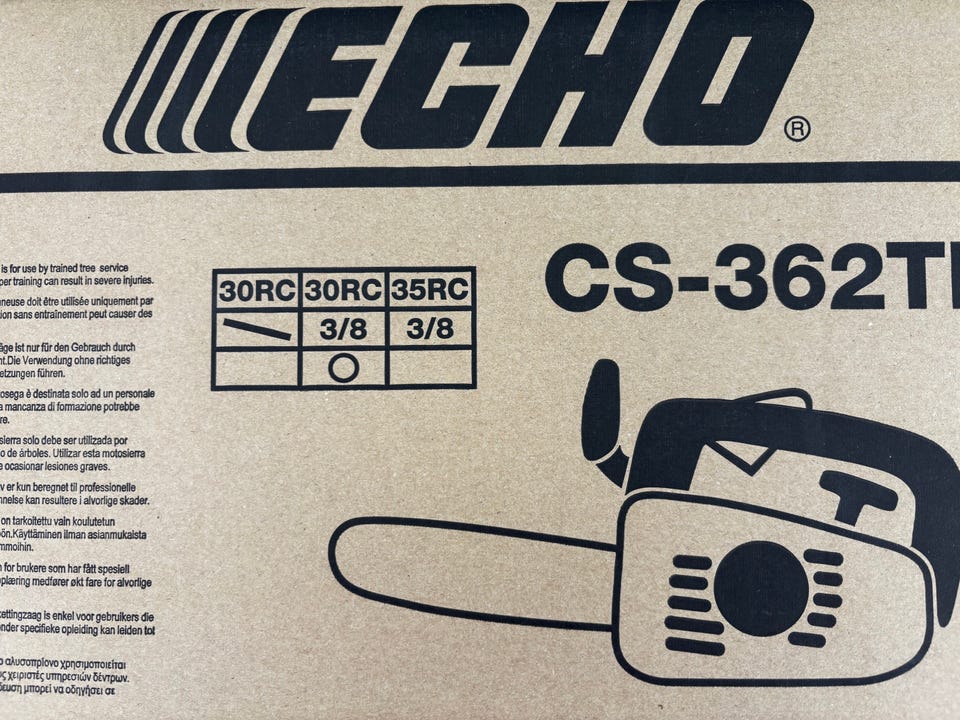 ECHO®
CS-362T
30RC 30RC 35RC
3/8 3/8
is for use by trained tree service
per training can result in severe injuries.
nneuse doit être utilisée uniquement par
ion sans entraînement peut causer des
äge ist nur für den Gebrauch durch
nt.Die Verwendung ohne richtiges
etzungen führen.
tosega è destinata solo ad un personale
a mancanza di formazione potrebbe
re.
sierra solo debe ser utilizada por
o de árboles. Utilizar esta motosierra
e ocasionar lesiones graves.
v er kun beregnet til professionelle
nnelse kan resultere i alvorlige skader.
on tarkoitettu vain koulutetun
ön.Käyttäminen ilman asianmukaista
mmoihin.
n for brukere som har fått spesiell
plæring medfører økt fare for alvorlige
kettingzaag is enkel voor gebruikers die
onder specifieke opleiding kan leiden tot
ο αλυσοπρίονο χρησιμοποιείται
ς χειριστές υπηρεσιών δέντρων.
δευση μπορεί να οδηγήσει σε